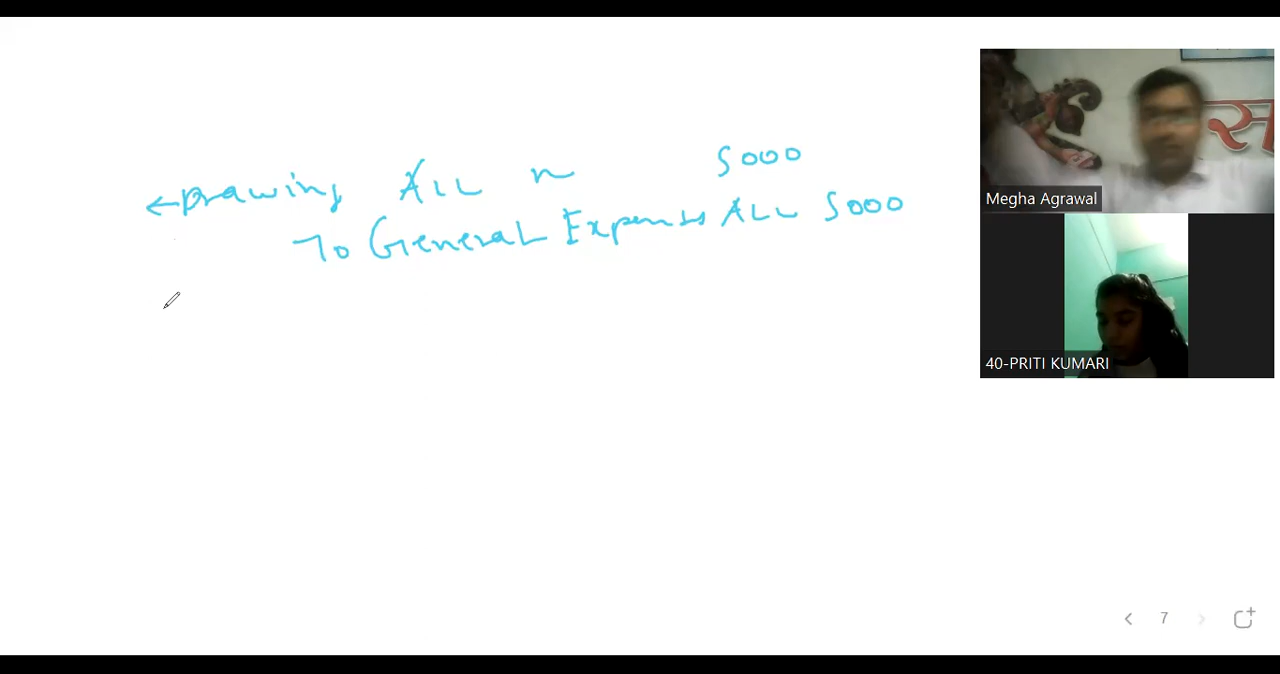 Drawing A/c Dr 5000
To General Expenses A/c 5000
Megha Agrawal
स
40-PRITI KUMARI
7